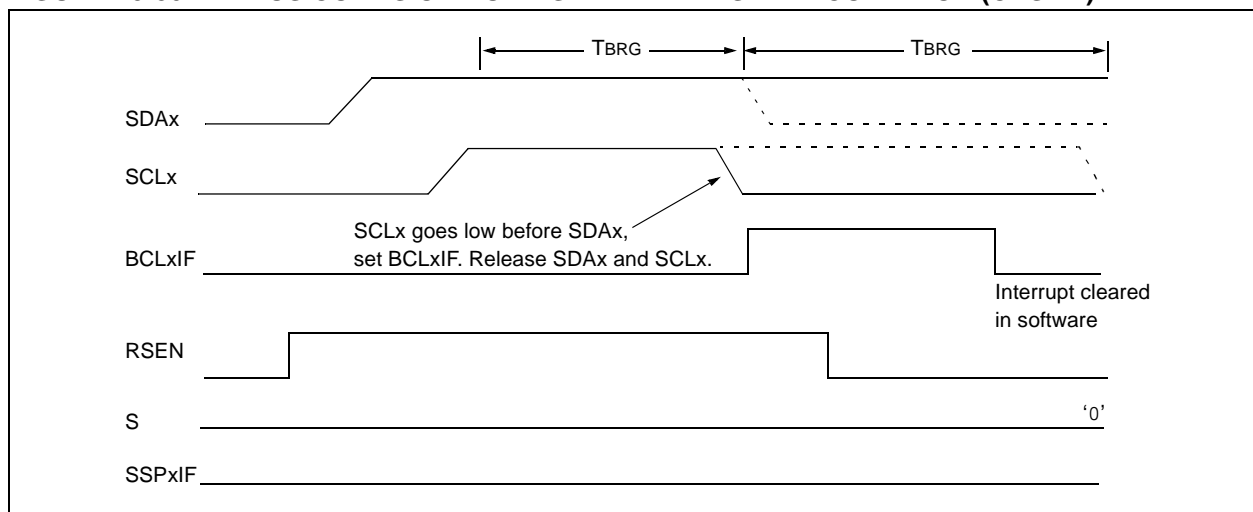 TBRG TBRG
SDAx
SCLx
SCLx goes low before SDAx,
set BCLxIF. Release SDAx and SCLx.
BCLxIF
Interrupt cleared
in software
RSEN
S
‘0’
SSPxIF